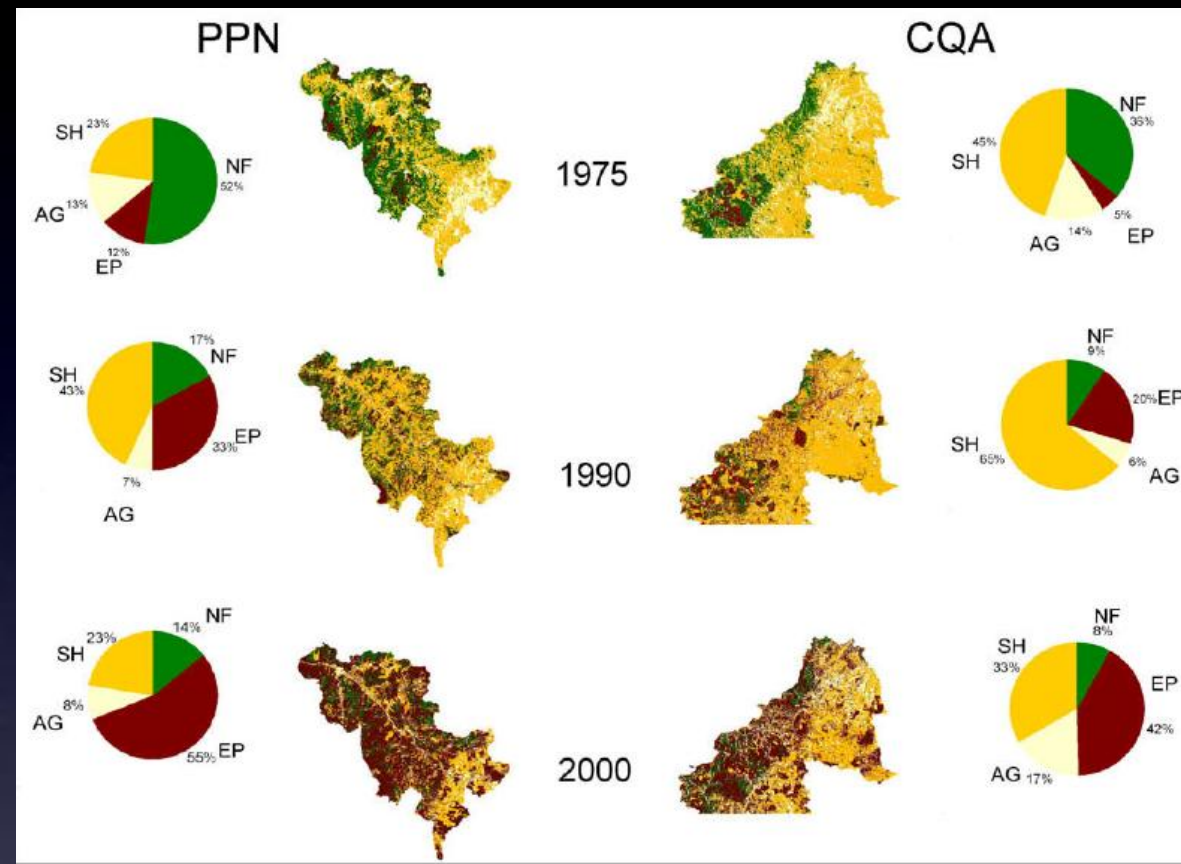 PPN
CQA
1975
SH 23%
NF
52%
AG 13%
12%
EP
NF
36%
45%
SH
5%
EP
AG 14%
1990
17%
NF
SH
43%
33% EP
7%
AG
NF
9%
20% EP
SH
65%
6%
AG
2000
NF
14%
SH 23%
AG 8%
55% EP
NF
8%
SH
33%
EP
42%
AG 17%